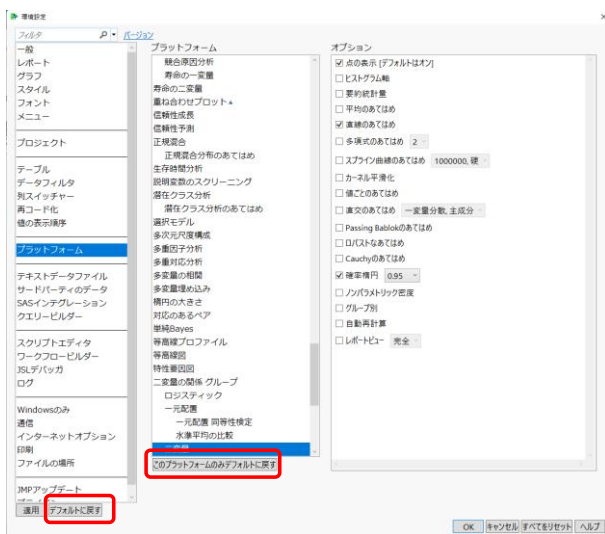 環境設定
フィルタ
バージョン
一般
レポート
グラフ
スタイル
フォント
メニュー
プロジェクト
テーブル
データフィルタ
列スイッチャー
再コード化
値の表示順序
プラットフォーム
テキストデータファイル
サードパーティのデータ
SASインテグレーション
クエリービルダー
スクリプトエディタ
ワークフロービルダー
JSLデバッガ
ログ
Windowsのみ
通信
インターネットオプション
印刷
ファイルの場所
JMPアップデート
適用 デフォルトに戻す
プラットフォーム
競合原因分析
寿命の一変量
寿命の二変量
重ね合わせプロット
信頼性成長
信頼性予測
正規混合
正規混合分布のあてはめ
生存時間分析
説明変数のスクリーニング
潜在クラス分析
潜在クラス分析のあてはめ
選択モデル
多次元尺度構成
多重因子分析
多重対応分析
多変量の相関
多変量埋め込み
楕円の大きさ
対応のあるペア
単純Bayes
等高線プロファイル
等高線図
特性要因図
二変量の関係 グループ
ロジスティック
一元配置
一元配置 同等性検定
水準平均の比較
二変量
このプラットフォームのみデフォルトに戻す
オプション
点の表示 [デフォルトはオン]
ヒストグラム軸
要約統計量
平均のあてはめ
直線のあてはめ
多項式のあてはめ 2
スプライン曲線のあてはめ 1000000, 硬
カーネル平滑化
値ごとのあてはめ
直交のあてはめ 一変量分散, 主成分
Passing Bablokのあてはめ
ロバストなあてはめ
Cauchyのあてはめ
確率楕円 0.95
ノンパラメトリック密度
グループ別
自動再計算
レポートビュー 完全
OK キャンセル すべてをリセット ヘルプ